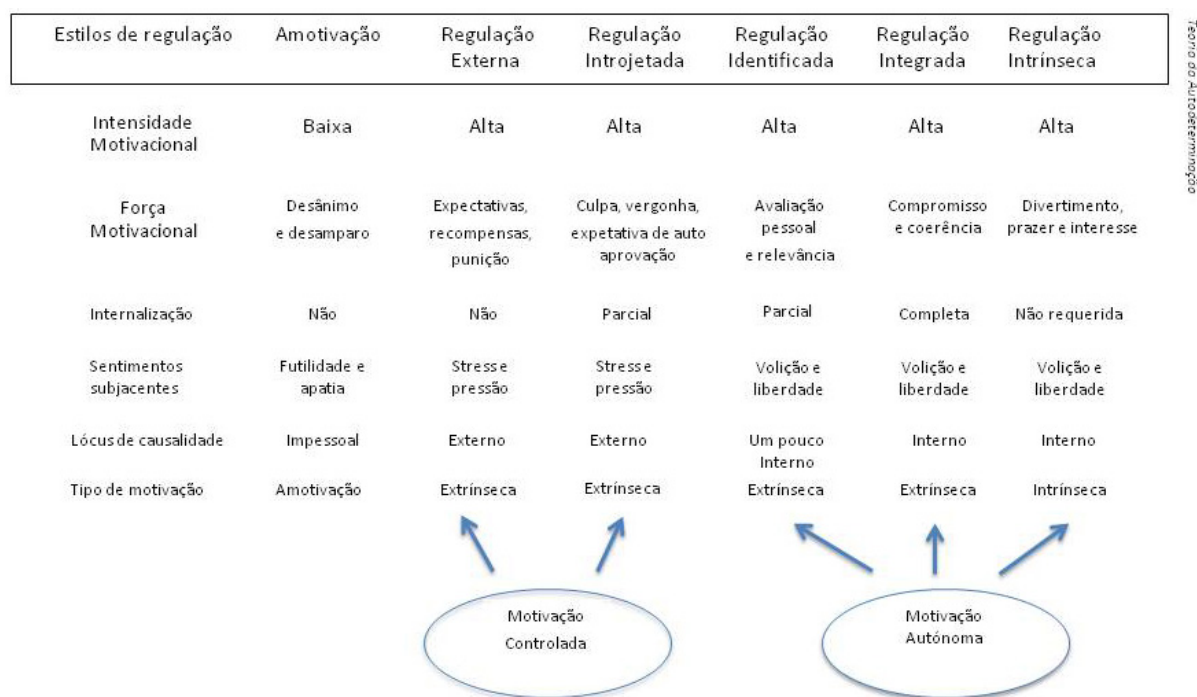 Estilos de regulação Amotivação Regulação Externa Regulação Introjetada Regulação Identificada Regulação Integrada Regulação Intrínseca
Intensidade Motivacional Baixa Alta Alta Alta Alta Alta
Força Motivacional Desânimo e desamparo Expectativas, recompensas, punição Culpa, vergonha, expetativa de auto aprovação Avaliação pessoal e relevância Compromisso e coerência Divertimento, prazer e interesse
Internalização Não Não Parcial Parcial Completa Não requerida
Sentimentos subjacentes Futilidade e apatia Stress e pressão Stress e pressão Volição e liberdade Volição e liberdade Volição e liberdade
Lócus de causalidade Impessoal Externo Externo Um pouco Interno Interno Interno
Tipo de motivação Amotivação Extrínseca Extrínseca Extrínseca Extrínseca Intrínseca
Motivação
Controlada
Motivação
Autónoma
Teoria da Autodeterminação